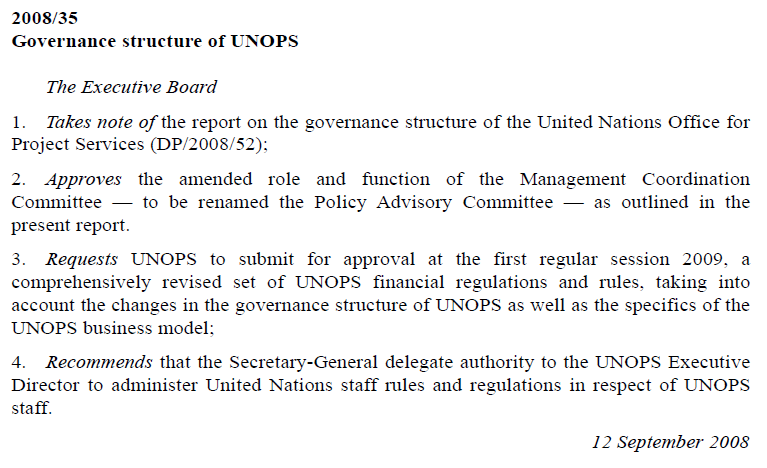 2008/35
Governance structure of UNOPS
The Executive Board
1. Takes note of the report on the governance structure of the United Nations Office for
Project Services (DP/2008/52);
2. Approves the amended role and function of the Management Coordination
Committee — to be renamed the Policy Advisory Committee — as outlined in the
present report.
3. Requests UNOPS to submit for approval at the first regular session 2009, a
comprehensively revised set of UNOPS financial regulations and rules, taking into
account the changes in the governance structure of UNOPS as well as the specifics of the
UNOPS business model;
4. Recommends that the Secretary-General delegate authority to the UNOPS Executive
Director to administer United Nations staff rules and regulations in respect of UNOPS
staff.
12 September 2008